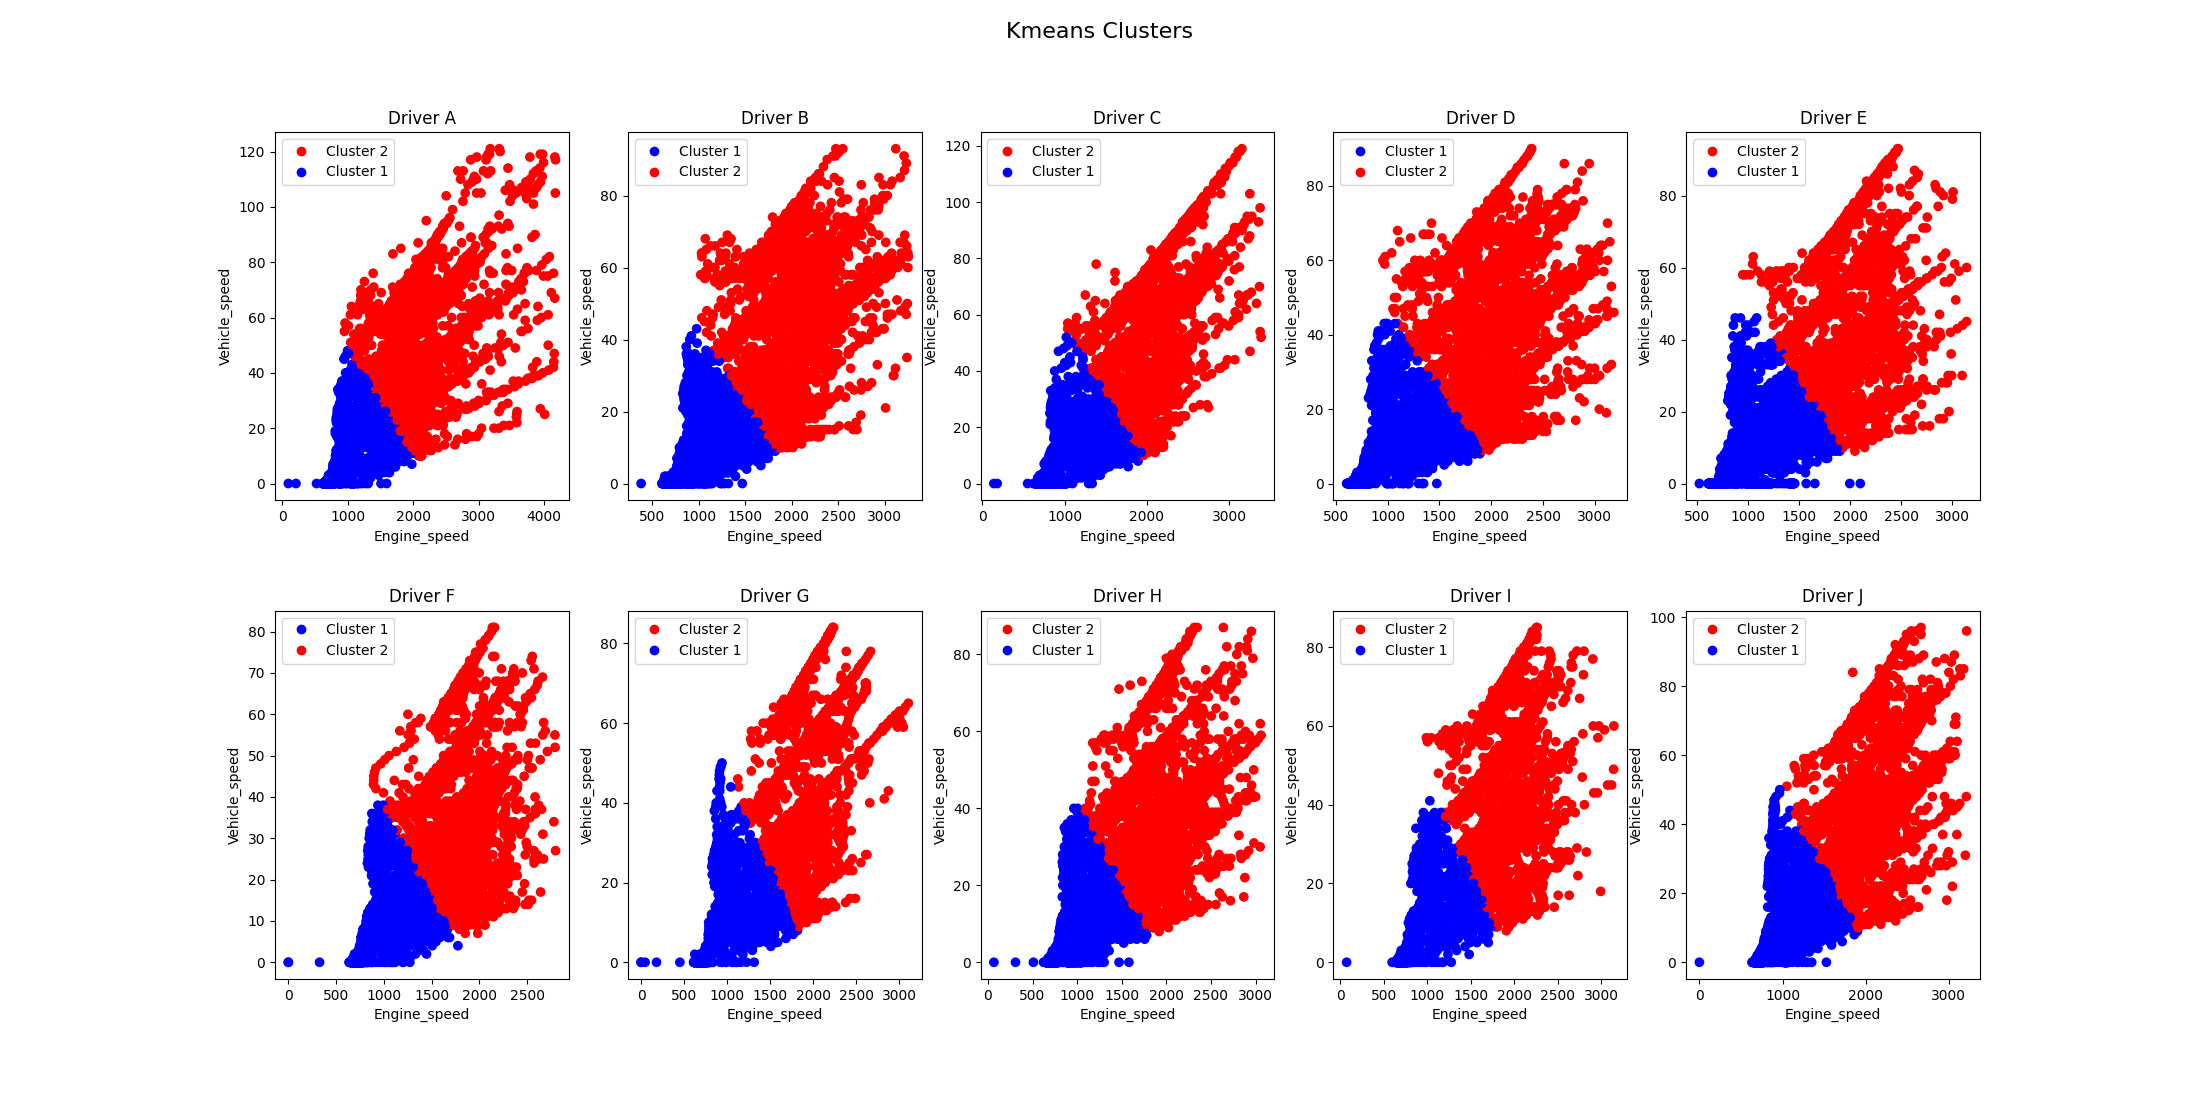 Kmeans Clusters
Driver A
Cluster 2
Cluster 1
Vehicle_speed
120
100
80
60
40
20
0
0 1000 2000 3000 4000
Engine_speed
Driver B
Cluster 1
Cluster 2
Vehicle_speed
80
60
40
20
0
500 1000 1500 2000 2500 3000
Engine_speed
Driver C
Cluster 2
Cluster 1
Vehicle_speed
120
100
80
60
40
20
0
0 1000 2000 3000
Engine_speed
Driver D
Cluster 1
Cluster 2
Vehicle_speed
80
60
40
20
0
500 1000 1500 2000 2500 3000
Engine_speed
Driver E
Cluster 2
Cluster 1
Vehicle_speed
80
60
40
20
0
500 1000 1500 2000 2500 3000
Engine_speed
Driver F
Cluster 1
Cluster 2
Vehicle_speed
80
70
60
50
40
30
20
10
0
0 500 1000 1500 2000 2500
Engine_speed
Driver G
Cluster 2
Cluster 1
Vehicle_speed
80
60
40
20
0
0 500 1000 1500 2000 2500 3000
Engine_speed
Driver H
Cluster 2
Cluster 1
Vehicle_speed
80
60
40
20
0
0 500 1000 1500 2000 2500 3000
Engine_speed
Driver I
Cluster 2
Cluster 1
Vehicle_speed
80
60
40
20
0
0 500 1000 1500 2000 2500 3000
Engine_speed
Driver J
Cluster 2
Cluster 1
Vehicle_speed
100
80
60
40
20
0
0 1000 2000 3000
Engine_speed